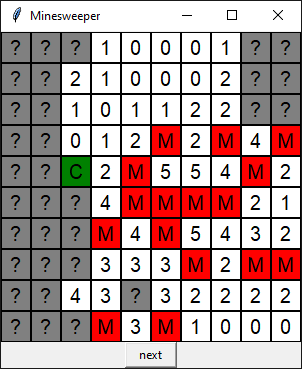 Minesweeper
? ? ? 1 0 0 0 1 ? ?
? ? 2 1 0 0 0 2 ? ?
? ? 1 0 1 1 2 2 ? ?
? ? 0 1 2 M 2 M 4 M
? ? C 2 M 5 5 4 M 2
? ? ? 4 M M M M 2 1
? ? ? M 4 M 5 4 3 2
? ? ? 3 3 3 M 2 M M
? ? 4 3 ? 3 2 2 2 2
? ? ? M 3 M 1 0 0 0
next